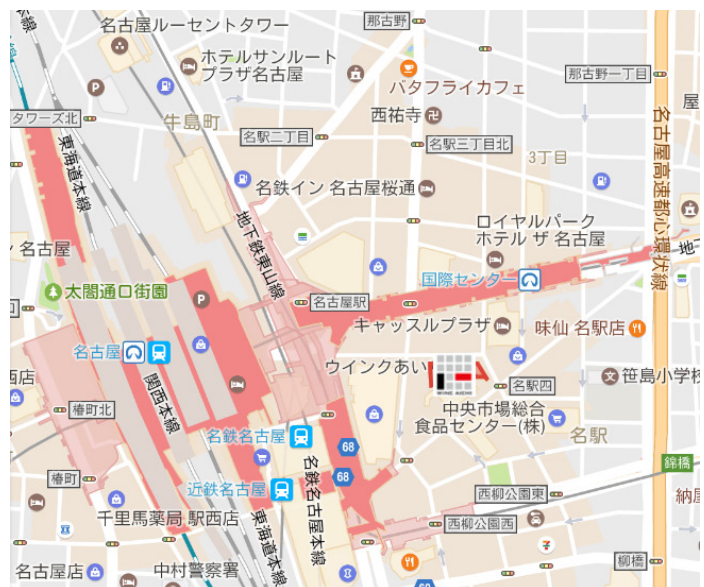 名古屋ルーセントタワー
那古野
ホテルサンルート
プラザ名古屋
バタフライカフェ
那古野一丁目
タワーズ北
東海道本線
牛島町
西祐寺
名駅二丁目
名駅三丁目北
3丁目
名古屋高速都心環状線
屋
名鉄イン 名古屋桜通
地下鉄東山線
ロイヤルパーク
ホテル ザ 名古屋
地下
ン 名古屋
国際センター
太閤通口街園
P
P
名古屋駅
キャッスルプラザ
味仙 名駅店
名古屋
関西本線
ウインクあい
WINC AICHI
名駅四
笹島小学校
西店
椿町北
中央市場総合
食品センター(株)
名駅
名鉄名古屋
68
68
錦橋
椿町
近鉄名古屋
名鉄名古屋本線
東海道本線
西柳公園東
納屋
千里馬薬局 駅西店
西柳公園西
柳橋
名古屋店
中村警察署
68